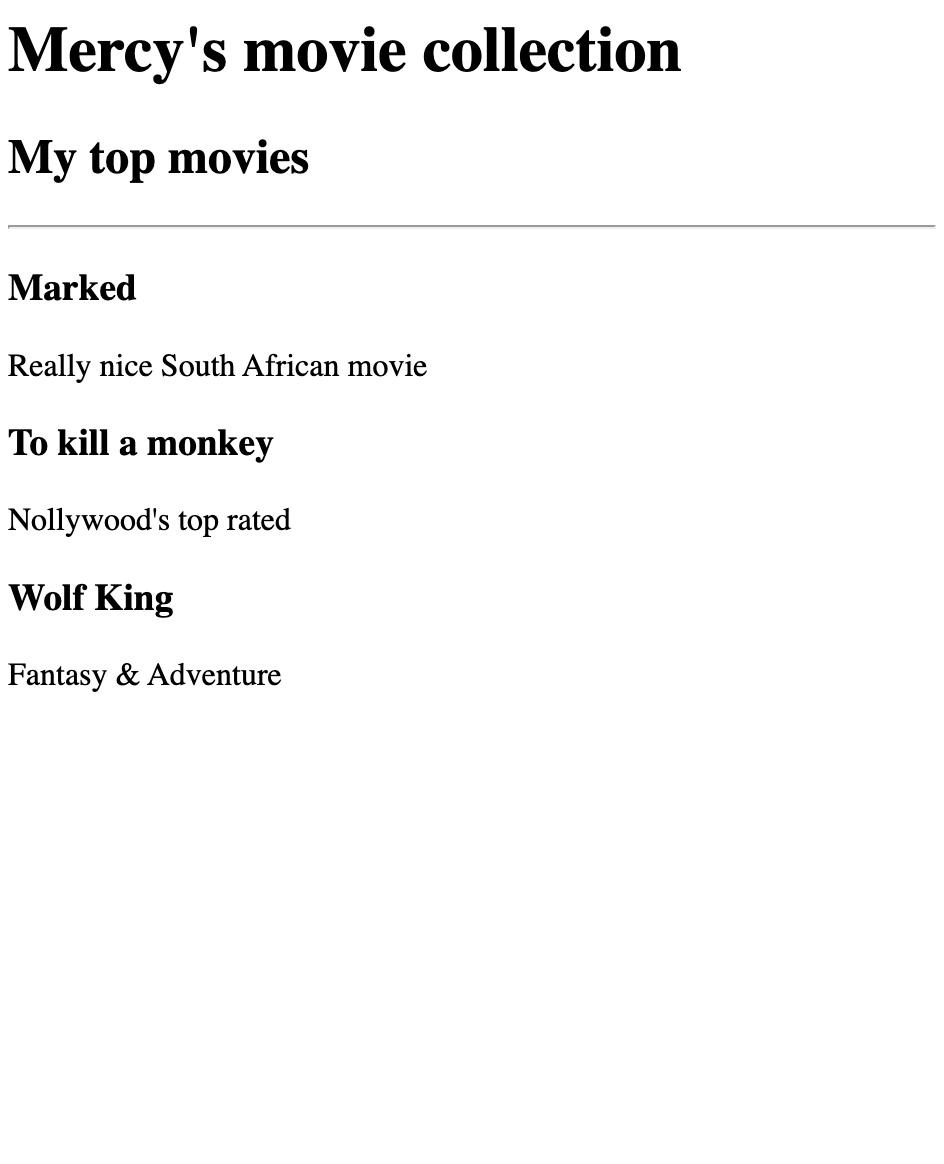 Mercy's movie collection
My top movies
Marked
Really nice South African movie
To kill a monkey
Nollywood's top rated
Wolf King
Fantasy & Adventure